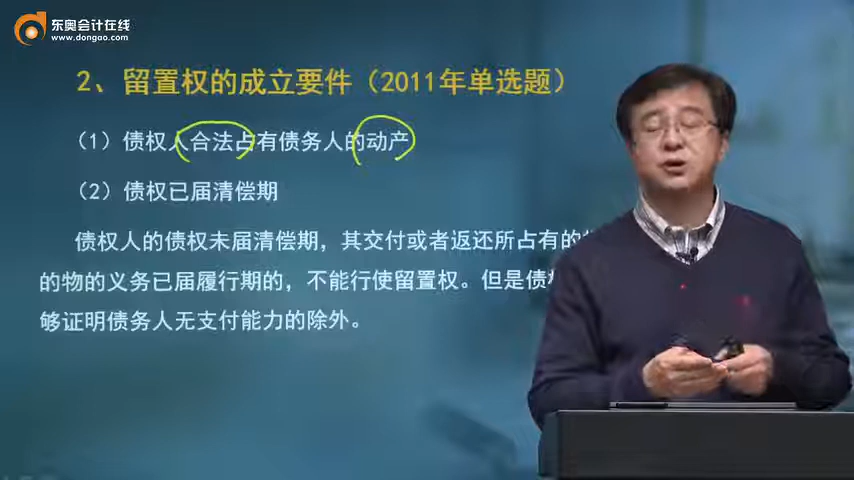 东奥会计在线
www.dongao.com
2、留置权的成立要件（2011年单选题）
（1）债权人合法占有债务人的动产
（2）债权已届清偿期
债权人的债权未届清偿期，其交付或者返还所占有的
的物的义务已届履行期的，不能行使留置权。但是债
够证明债务人无支付能力的除外。